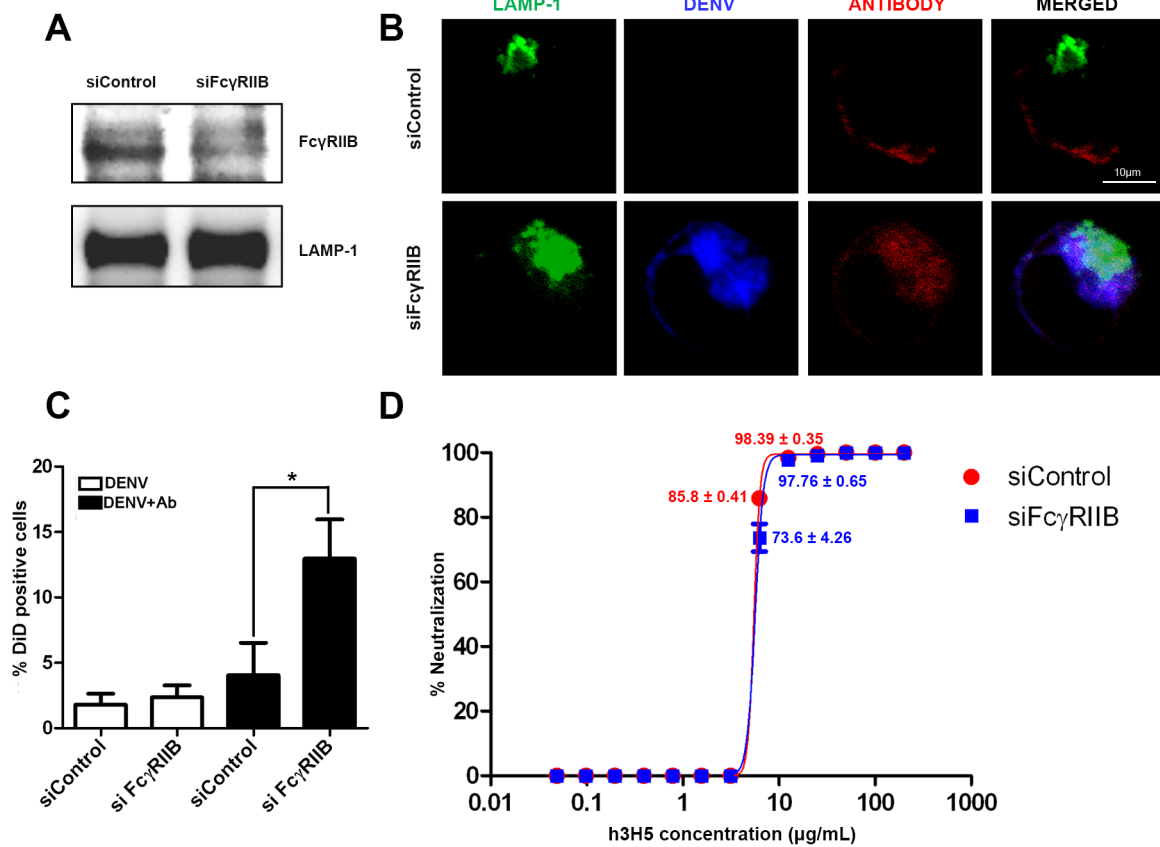 A
siControl siFcγRIIB
FcγRIIB
LAMP-1
B
LAMP-1 DENV ANTIBODY MERGED
siControl
10µm
siFcγRIIB
C
% DiD positive cells
20
15
10
5
0
DENV
DENV+Ab
*
siControl
si FcγRIIB
siControl
si FcγRIIB
D
% Neutralization
100
80
60
40
20
0
98.39 ± 0.35
85.8 ± 0.41
97.76 ± 0.65
73.6 ± 4.26
siControl
siFcγRIIB
0.01 0.1 1 10 100 1000
h3H5 concentration (µg/mL)